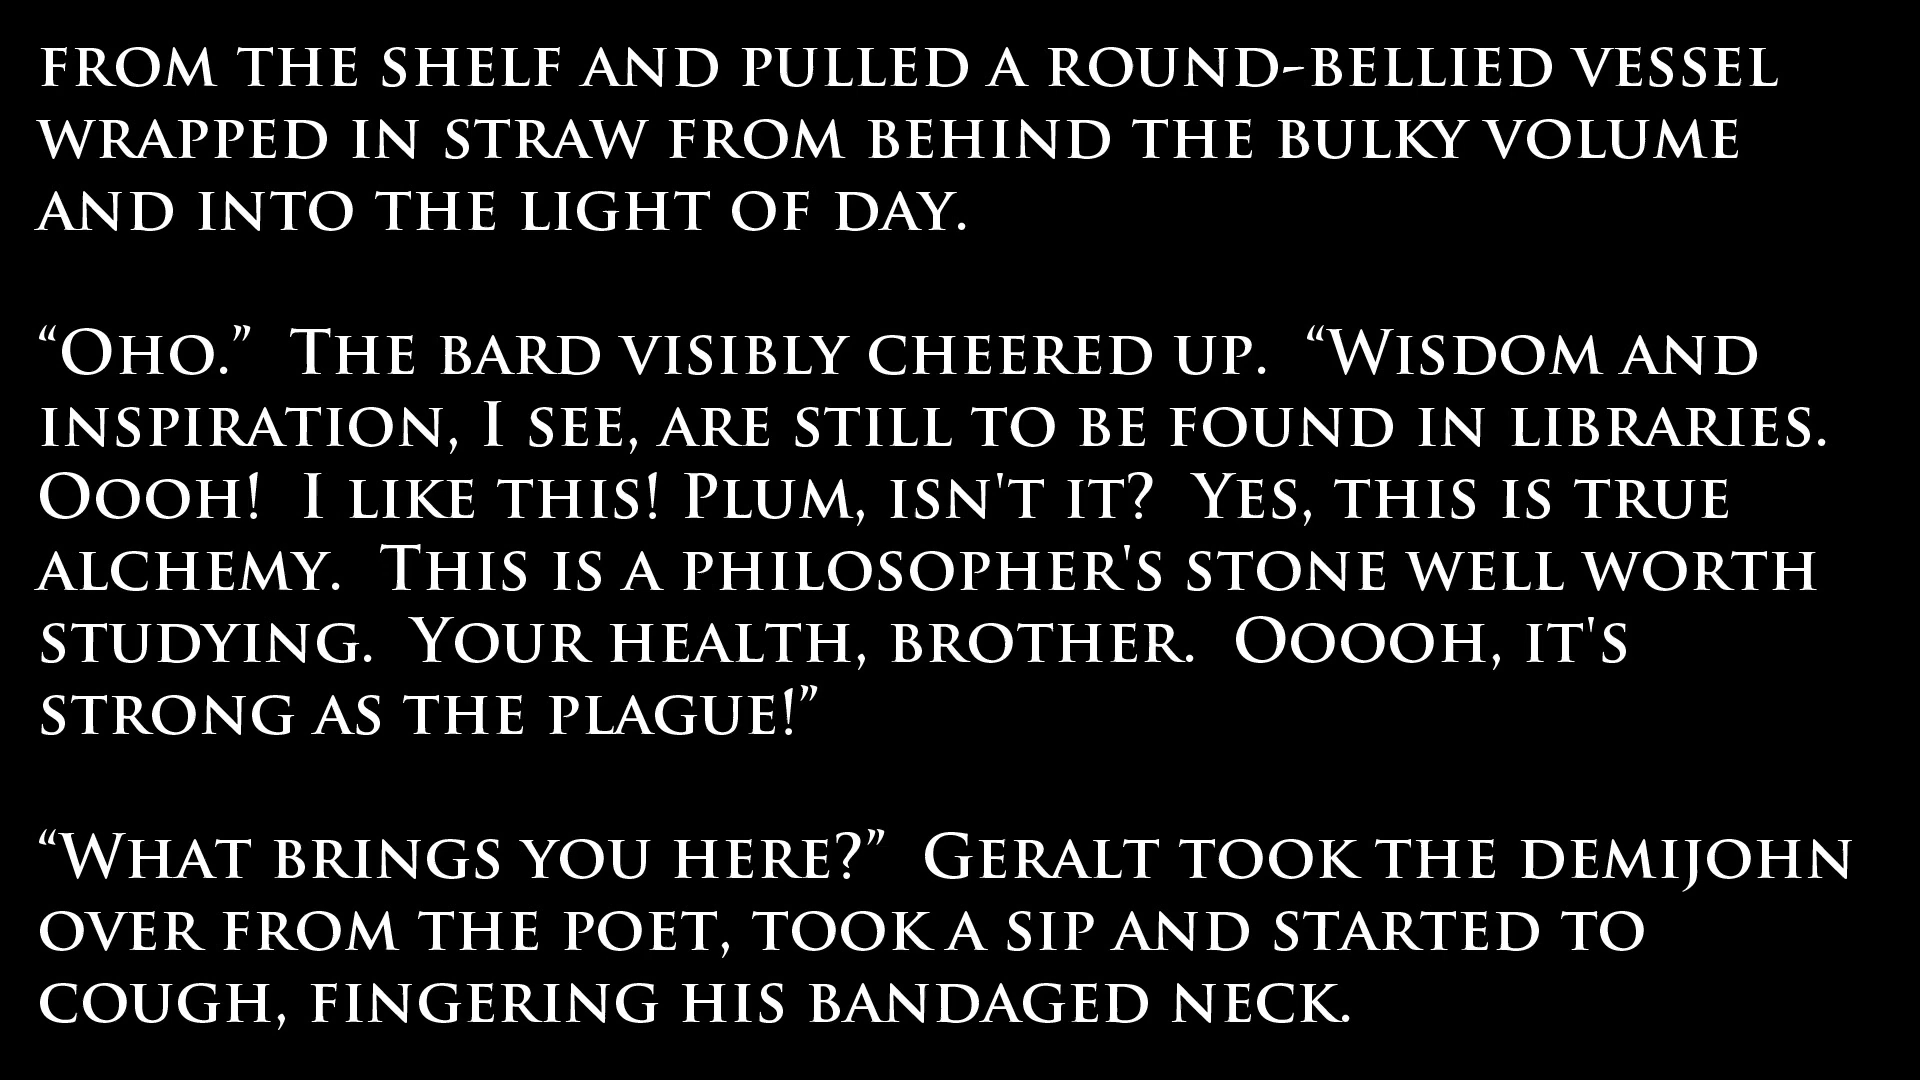 from the shelf and pulled a round-bellied vessel
wrapped in straw from behind the bulky volume
and into the light of day.
“Oho.”  The bard visibly cheered up.  “Wisdom and
inspiration, I see, are still to be found in libraries.
Oooh!  I like this! Plum, isn't it?  Yes, this is true
alchemy.  This is a philosopher's stone well worth
studying.  Your health, brother.  Ooooh, it's
strong as the plague!”
“What brings you here?”  Geralt took the demijohn
over from the poet, took a sip and started to
cough, fingering his bandaged neck.